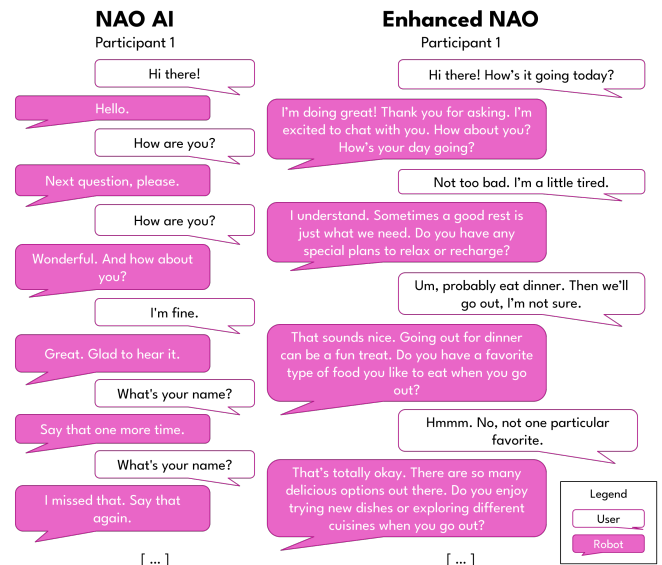 NAO AI
Participant 1
Hi there!
Hello.
How are you?
Next question, please.
How are you?
Wonderful. And how about
you?
I'm fine.
Great. Glad to hear it.
What's your name?
Say that one more time.
What's your name?
I missed that. Say that
again.
[ ... ]
Enhanced NAO
Participant 1
Hi there! How's it going today?
I'm doing great! Thank you for asking. I'm
excited to chat with you. How about you?
How's your day going?
Not too bad. I'm a little tired.
I understand. Sometimes a good rest is
just what we need. Do you have any
special plans to relax or recharge?
Um, probably eat dinner. Then we'll
go out, I'm not sure.
That sounds nice. Going out for dinner
can be a fun treat. Do you have a favorite
type of food you like to eat when you go
out?
Hmmm. No, not one particular
favorite.
That's totally okay. There are so many
delicious options out there. Do you enjoy
trying new dishes or exploring different
cuisines when you go out?
[ ... ]
Legend
User
Robot